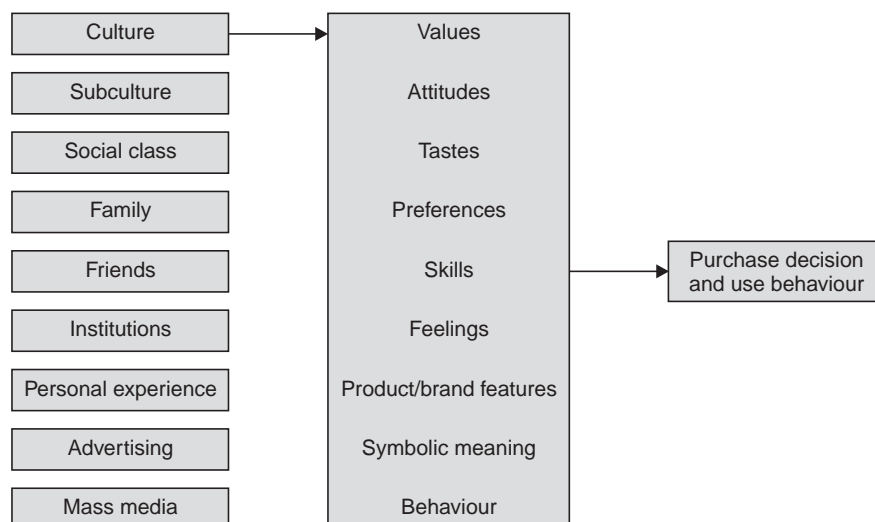 Culture
Subculture
Social class
Family
Friends
Institutions
Personal experience
Advertising
Mass media
Values
Attitudes
Tastes
Preferences
Skills
Feelings
Product/brand features
Symbolic meaning
Behaviour
Purchase decision
and use behaviour